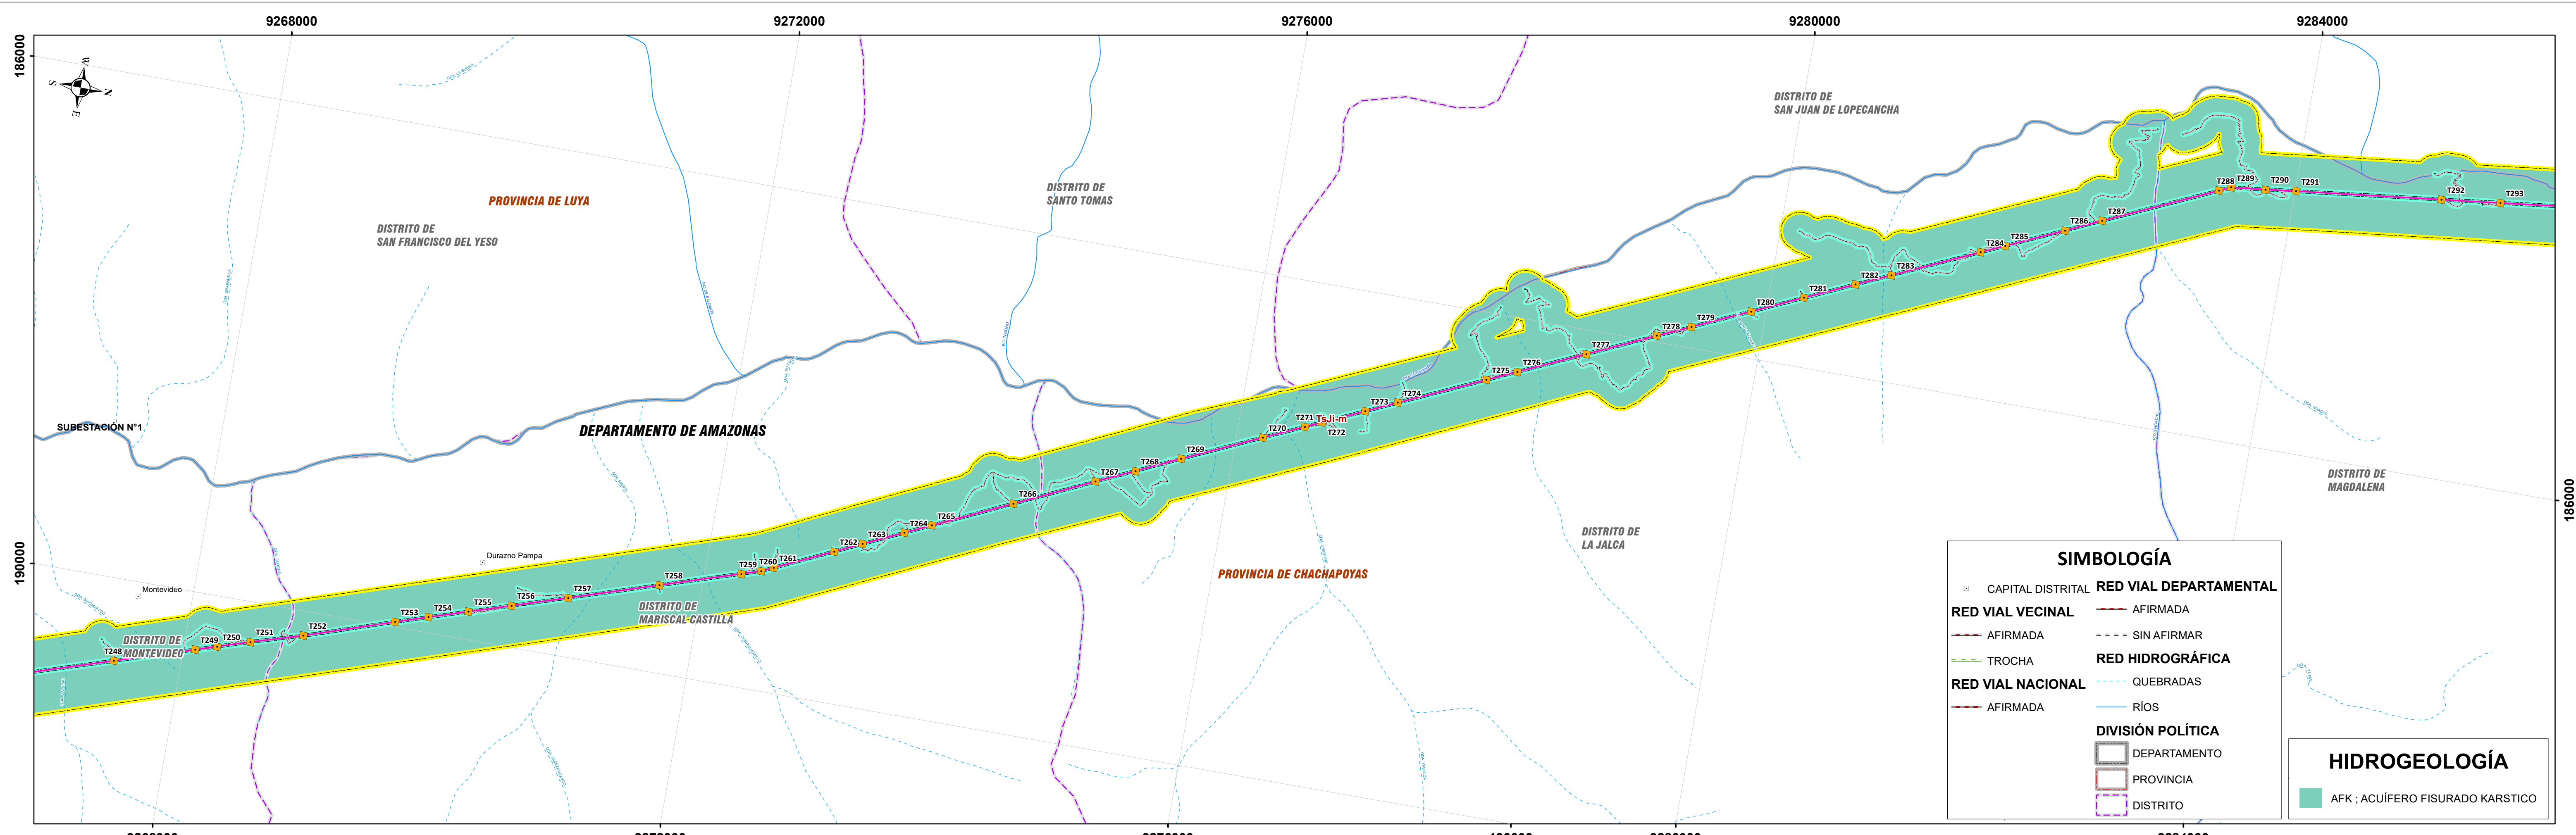 9268000
9272000
9276000
9280000
9284000
186000
190000
186000
W
S
N
E
DISTRITO DE
SAN JUAN DE LOPECANCHA
PROVINCIA DE LUYA
DISTRITO DE
SANTO TOMAS
DISTRITO DE
SAN FRANCISCO DEL YESO
SUBESTACIÓN N°1
DEPARTAMENTO DE AMAZONAS
DISTRITO DE
MAGDALENA
DISTRITO DE
LA JALCA
PROVINCIA DE CHACHAPOYAS
Durazno Pampa
Montevideo
DISTRITO DE
MARISCAL CASTILLA
DISTRITO DE
MONTEVIDEO
T248
T249
T250
T251
T252
T253
T254
T255
T256
T257
T258
T259
T260
T261
T262
T263
T264
T265
T266
T267
T268
T269
T270
T271
TsJi-m
T272
T273
T274
T275
T276
T277
T278
T279
T280
T281
T282
T283
T284
T285
T286
T287
T288
T289
T290
T291
T292
T293
SIMBOLOGÍA
CAPITAL DISTRITAL
RED VIAL VECINAL
AFIRMADA
TROCHA
RED VIAL NACIONAL
AFIRMADA
RED VIAL DEPARTAMENTAL
AFIRMADA
SIN AFIRMAR
RED HIDROGRÁFICA
QUEBRADAS
RÍOS
DIVISIÓN POLÍTICA
DEPARTAMENTO
PROVINCIA
DISTRITO
HIDROGEOLOGÍA
AFK ; ACUÍFERO FISURADO KARSTICO